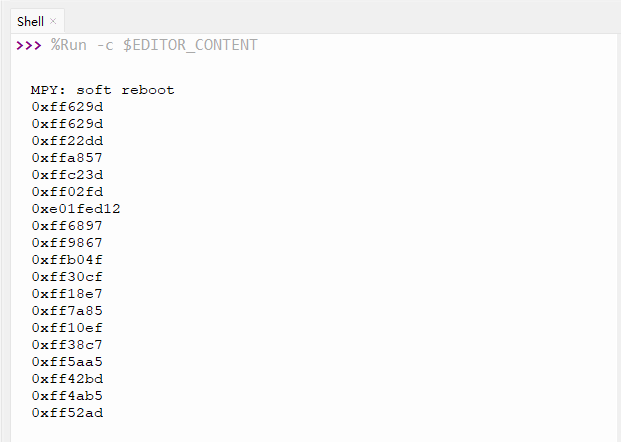 Shell ×
>>> %Run -c $EDITOR_CONTENT
MPY: soft reboot
0xff629d
0xff629d
0xff22dd
0xffa857
0xffc23d
0xff02fd
0xe01fed12
0xff6897
0xff9867
0xffb04f
0xff30cf
0xff18e7
0xff7a85
0xff10ef
0xff38c7
0xff5aa5
0xff42bd
0xff4ab5
0xff52ad